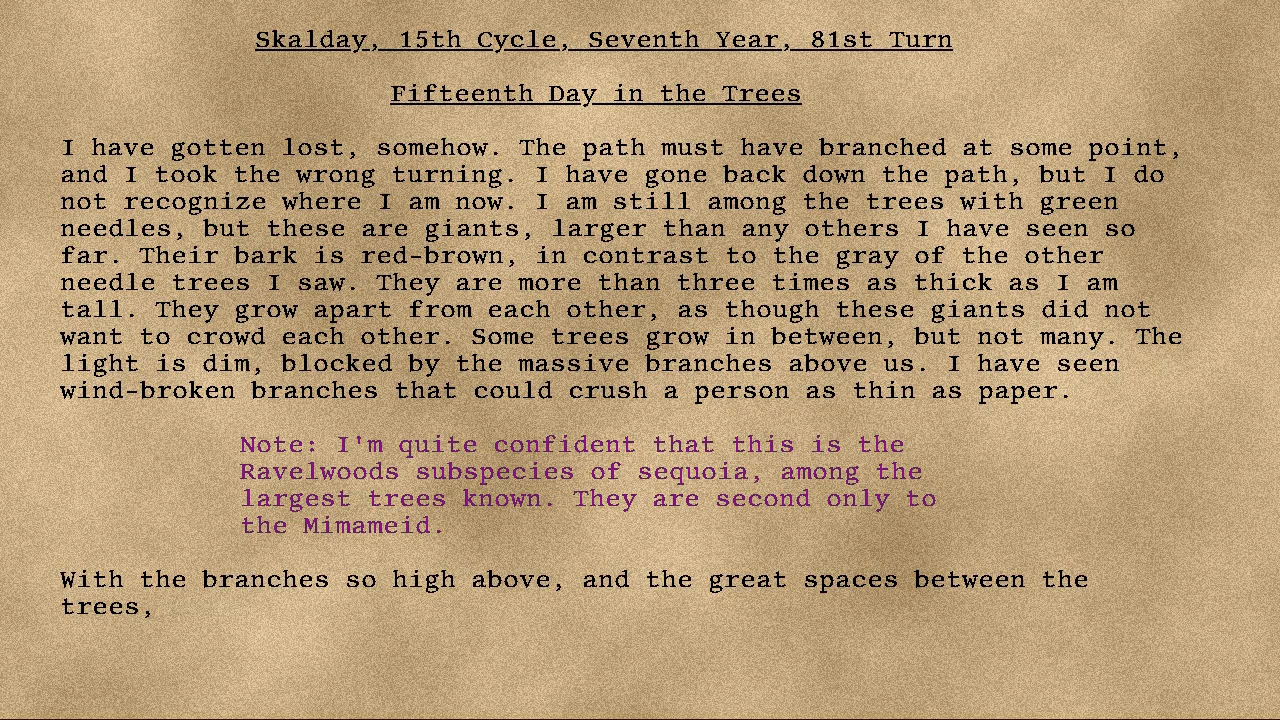 Skalday, 15th Cycle, Seventh Year, 81st Turn
Fifteenth Day in the Trees
I have gotten lost, somehow. The path must have branched at some point,
and I took the wrong turning. I have gone back down the path, but I do
not recognize where I am now. I am still among the trees with green
needles, but these are giants, larger than any others I have seen so
far. Their bark is red-brown, in contrast to the gray of the other
needle trees I saw. They are more than three times as thick as I am
tall. They grow apart from each other, as though these giants did not
want to crowd each other. Some trees grow in between, but not many. The
light is dim, blocked by the massive branches above us. I have seen
wind-broken branches that could crush a person as thin as paper.
Note: I'm quite confident that this is the
Ravelwoods subspecies of sequoia, among the
largest trees known. They are second only to
the Mimameid.
With the branches so high above, and the great spaces between the
trees,